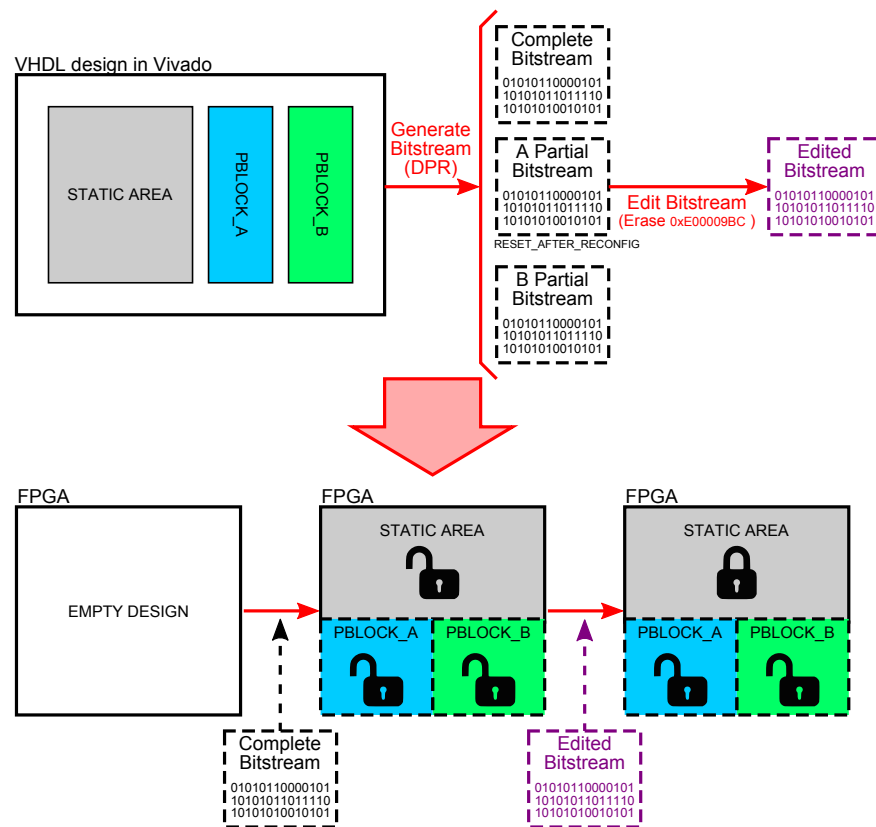 VHDL design in Vivado
STATIC AREA
PBLOCK_A
PBLOCK_B
Generate
Bitstream
(DPR)
Complete
Bitstream
01010110000101
10101011011110
10101010010101
A Partial
Bitstream
01010110000101
10101011011110
10101010010101
RESET_AFTER_RECONFIG
B Partial
Bitstream
01010110000101
10101011011110
10101010010101
Edit Bitstream
(Erase 0xE00009BC )
Edited
Bitstream
01010110000101
10101011011110
10101010010101
FPGA
EMPTY DESIGN
FPGA
STATIC AREA
PBLOCK_A
PBLOCK_B
FPGA
STATIC AREA
PBLOCK_A
PBLOCK_B
Complete
Bitstream
01010110000101
10101011011110
10101010010101
Edited
Bitstream
01010110000101
10101011011110
10101010010101